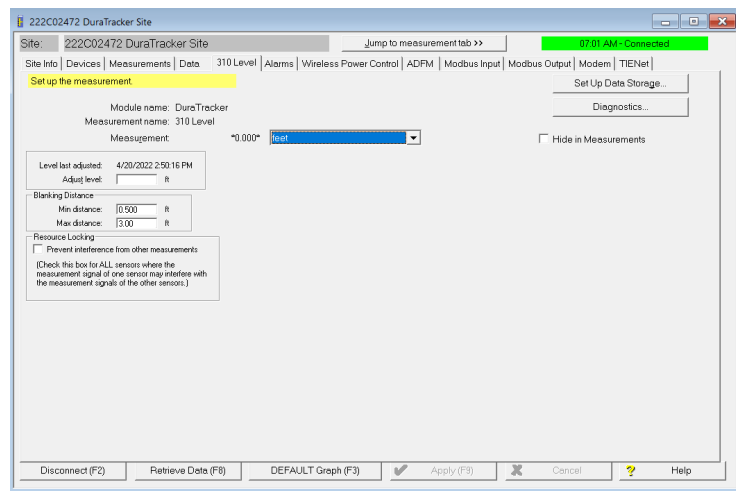 222C02472 DuraTracker Site
Site: 222C02472 DuraTracker Site Jump to measurement tab >> 07:01 AM - Connected
Site Info Devices Measurements Data 310 Level Alarms Wireless Power Control ADFM Modbus Input Modbus Output Modem TIENet
Set up the measurement. Set Up Data Storage...
Module name: DuraTracker Diagnostics...
Measurement name: 310 Level
Measurement: *0.000* feet Hide in Measurements
Level last adjusted: 4/20/2022 2:50:16 PM
Adjust level: ft
Blanking Distance
Min distance: 0.500 ft
Max distance: 3.00 ft
Resource Locking
Prevent interference from other measurements
(Check this box for ALL sensors where the
measurement signal of one sensor may interfere with
the measurement signals of the other sensors.)
Disconnect (F2) Retrieve Data (F8) DEFAULT Graph (F3) Apply (F9) Cancel ? Help